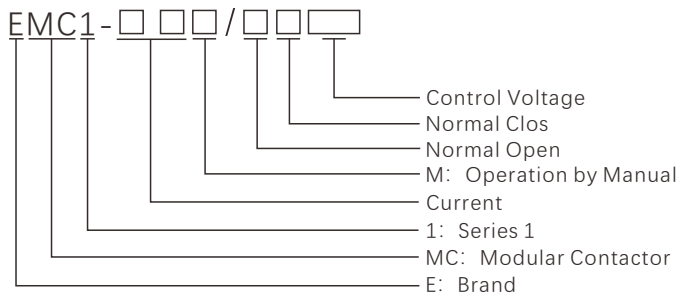 EMC1-□□□/□□□
Control Voltage
Normal Clos
Normal Open
M: Operation by Manual
Current
1: Series 1
MC: Modular Contactor
E: Brand